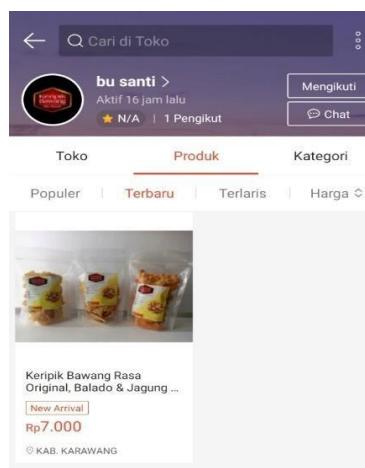 Cari di Toko
bu santi >
Aktif 16 jam lalu
N/A | 1 Pengikut
Mengikuti
Chat
Toko Produk Kategori
Populer Terbaru Terlaris Harga
Keripik Bawang Rasa
Original, Balado & Jagung ...
New Arrival
Rp7.000
KAB. KARAWANG